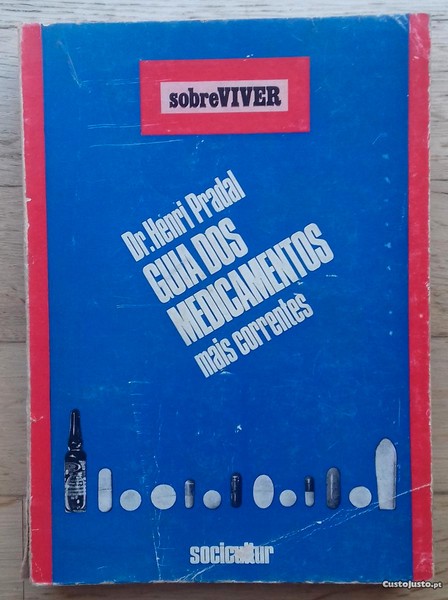 sobreVIVER
Dr. Henri Pradal
GUIA DOS
MEDICAMENTOS
mais correntes
socicultur
CustoJusto.pt